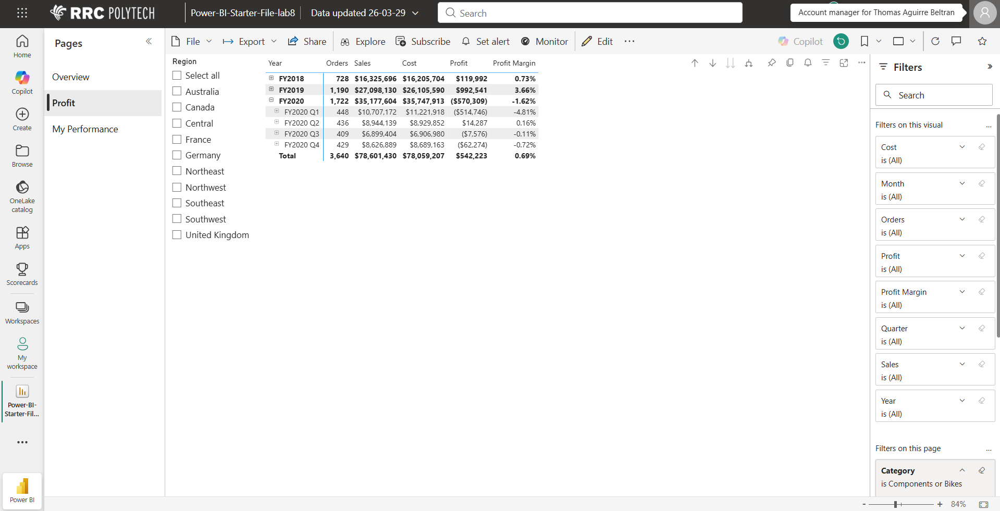 RRC POLYTECH
Power-BI-Starter-File-lab8
Data updated 26-03-29
Search
Account manager for Thomas Aguirre Beltran
Home
Copilot
Create
Browse
OneLake
catalog
Apps
Scorecards
Workspaces
My
workspace
Power-BI-
Starter-Fil...
Power BI
Pages
Overview
Profit
My Performance
File
Export
Share
Explore
Subscribe
Set alert
Monitor
Edit
Copilot
Region
Select all
Australia
Canada
Central
France
Germany
Northeast
Northwest
Southeast
Southwest
United Kingdom
Year Orders Sales Cost Profit Profit Margin
FY2018 728 $16,325,696 $16,205,704 $119,992 0.73%
FY2019 1,190 $27,098,130 $26,105,590 $992,541 3.66%
FY2020 1,722 $35,177,604 $35,747,913 ($570,309) -1.62%
FY2020 Q1 448 $10,707,172 $11,221,918 ($514,746) -4.81%
FY2020 Q2 436 $8,944,139 $8,929,852 $14,287 0.16%
FY2020 Q3 409 $6,899,404 $6,906,980 ($7,576) -0.11%
FY2020 Q4 429 $8,626,889 $8,689,163 ($62,274) -0.72%
Total 3,640 $78,601,430 $78,059,207 $542,223 0.69%
Filters
Search
Filters on this visual
Cost
is (All)
Month
is (All)
Orders
is (All)
Profit
is (All)
Profit Margin
is (All)
Quarter
is (All)
Sales
is (All)
Year
is (All)
Filters on this page
Category
is Components or Bikes
- + 84%